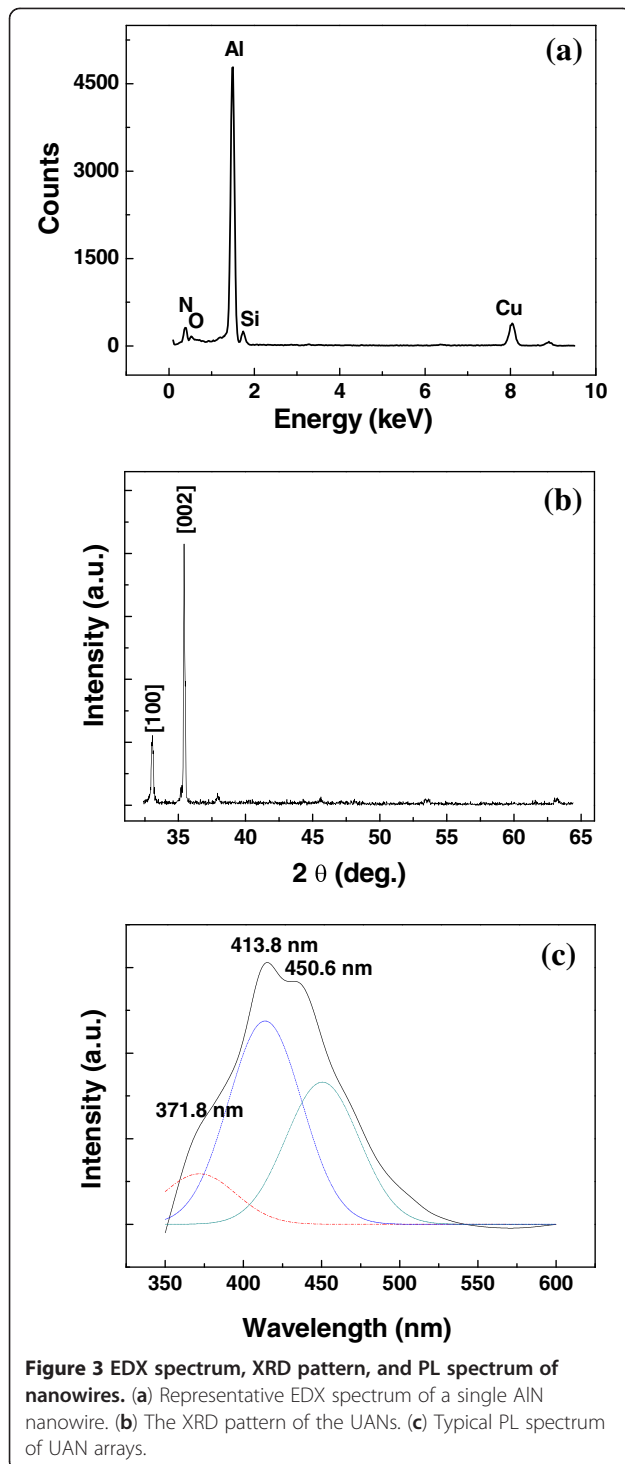 (a)
Al
4500
3000
1500
0
Counts
N
O
Si
Cu
0 2 4 6 8 10
Energy (keV)
(b)
[002]
[100]
Intensity (a.u.)
35 40 45 50 55 60 65
2 θ (deg.)
(c)
413.8 nm
450.6 nm
371.8 nm
Intensity (a.u.)
350 400 450 500 550 600
Wavelength (nm)
Figure 3 EDX spectrum, XRD pattern, and PL spectrum of
nanowires. (a) Representative EDX spectrum of a single AlN
nanowire. (b) The XRD pattern of the UANs. (c) Typical PL spectrum
of UAN arrays.